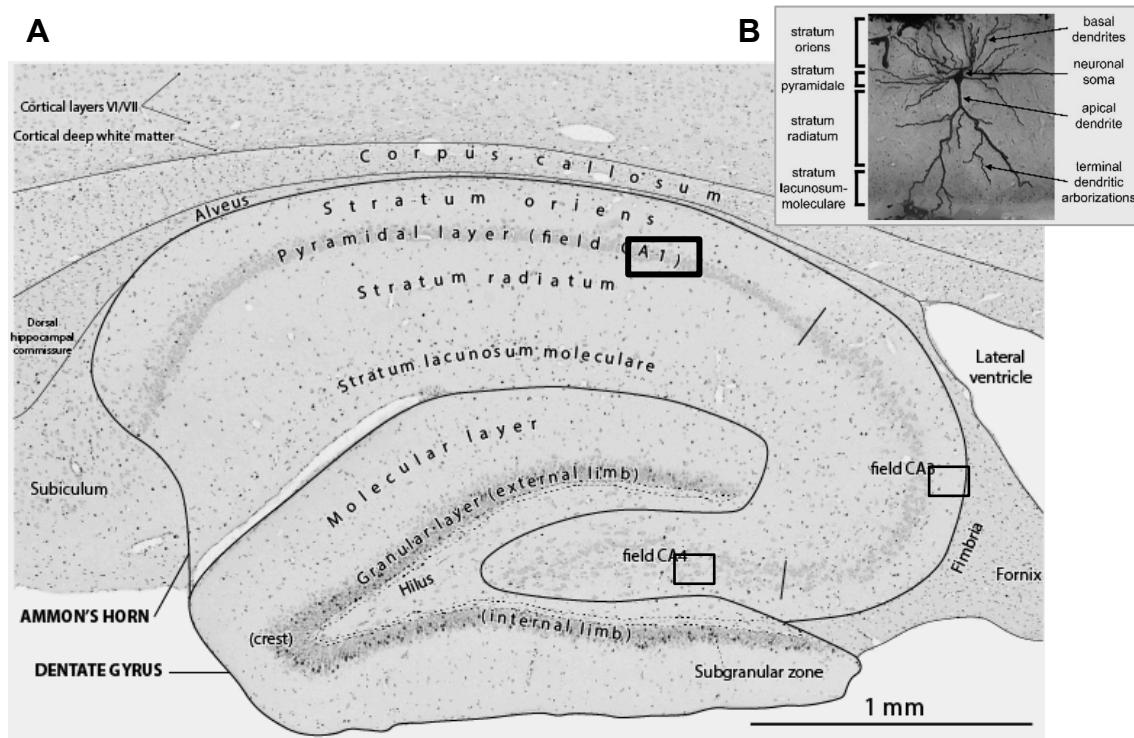 A
B
stratum
oriens
stratum
pyramidale
stratum
radiatum
stratum
lacunosum-
moleculare
basal
dendrites
neuronal
soma
apical
dendrite
terminal
dendritic
arborizations
Cortical layers VI/VII
Cortical deep white matter
Corpus callosum
Alveus
Stratum oriens
Pyramidal layer (field CA1)
Stratum radiatum
Dorsal
hippocampal
commissure
Stratum lacunosum moleculare
Lateral
ventricle
Molecular layer
Subiculum
Granular layer (external limb)
field CA3
field CA4
Hilus
Fimbria
Fornix
AMMON'S HORN
(crest)
(internal limb)
DENTATE GYRUS
Subgranular zone
1 mm